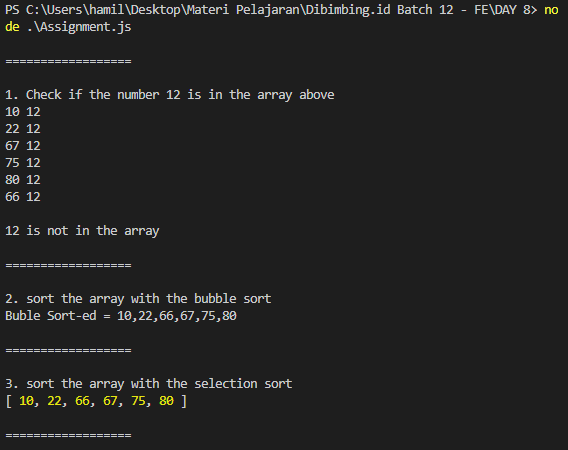 PS C:\Users\hamil\Desktop\Materi Pelajaran\Dibimbing.id Batch 12 - FE\DAY 8> no
de .\Assignment.js
==================
1. Check if the number 12 is in the array above
10 12
22 12
67 12
75 12
80 12
66 12
12 is not in the array
==================
2. sort the array with the bubble sort
Buble Sort-ed = 10,22,66,67,75,80
==================
3. sort the array with the selection sort
[ 10, 22, 66, 67, 75, 80 ]
==================